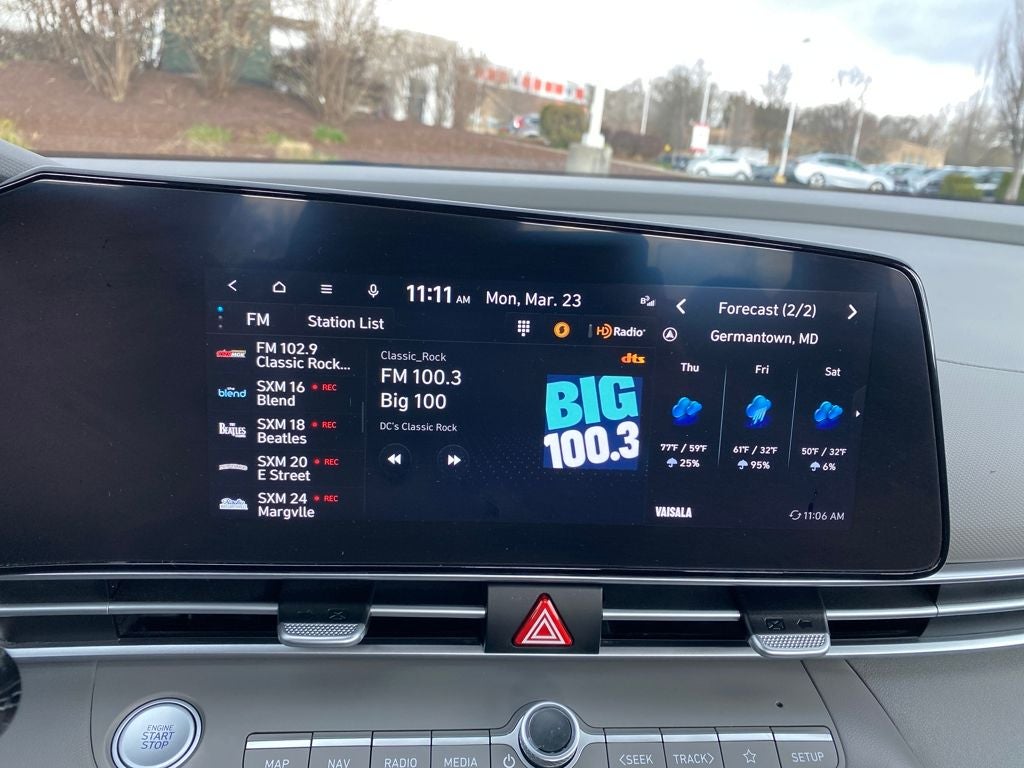 11:11 AM Mon, Mar. 23
FM Station List
HD Radio
FM 102.9
Classic Rock...
blend
SXM 16 REC
Blend
BEATLES
SXM 18 REC
Beatles
SXM 20 REC
E Street
SXM 24 REC
Margvlle
Classic_Rock
dts
FM 100.3
Big 100
DC's Classic Rock
BIG
100.3
Forecast (2/2)
Germantown, MD
Thu Fri Sat
77°F / 59°F 61°F / 32°F 50°F / 32°F
25% 95% 6%
VAISALA 11:06 AM
ENGINE
START
STOP
MAP NAV RADIO MEDIA <SEEK TRACK> SETUP